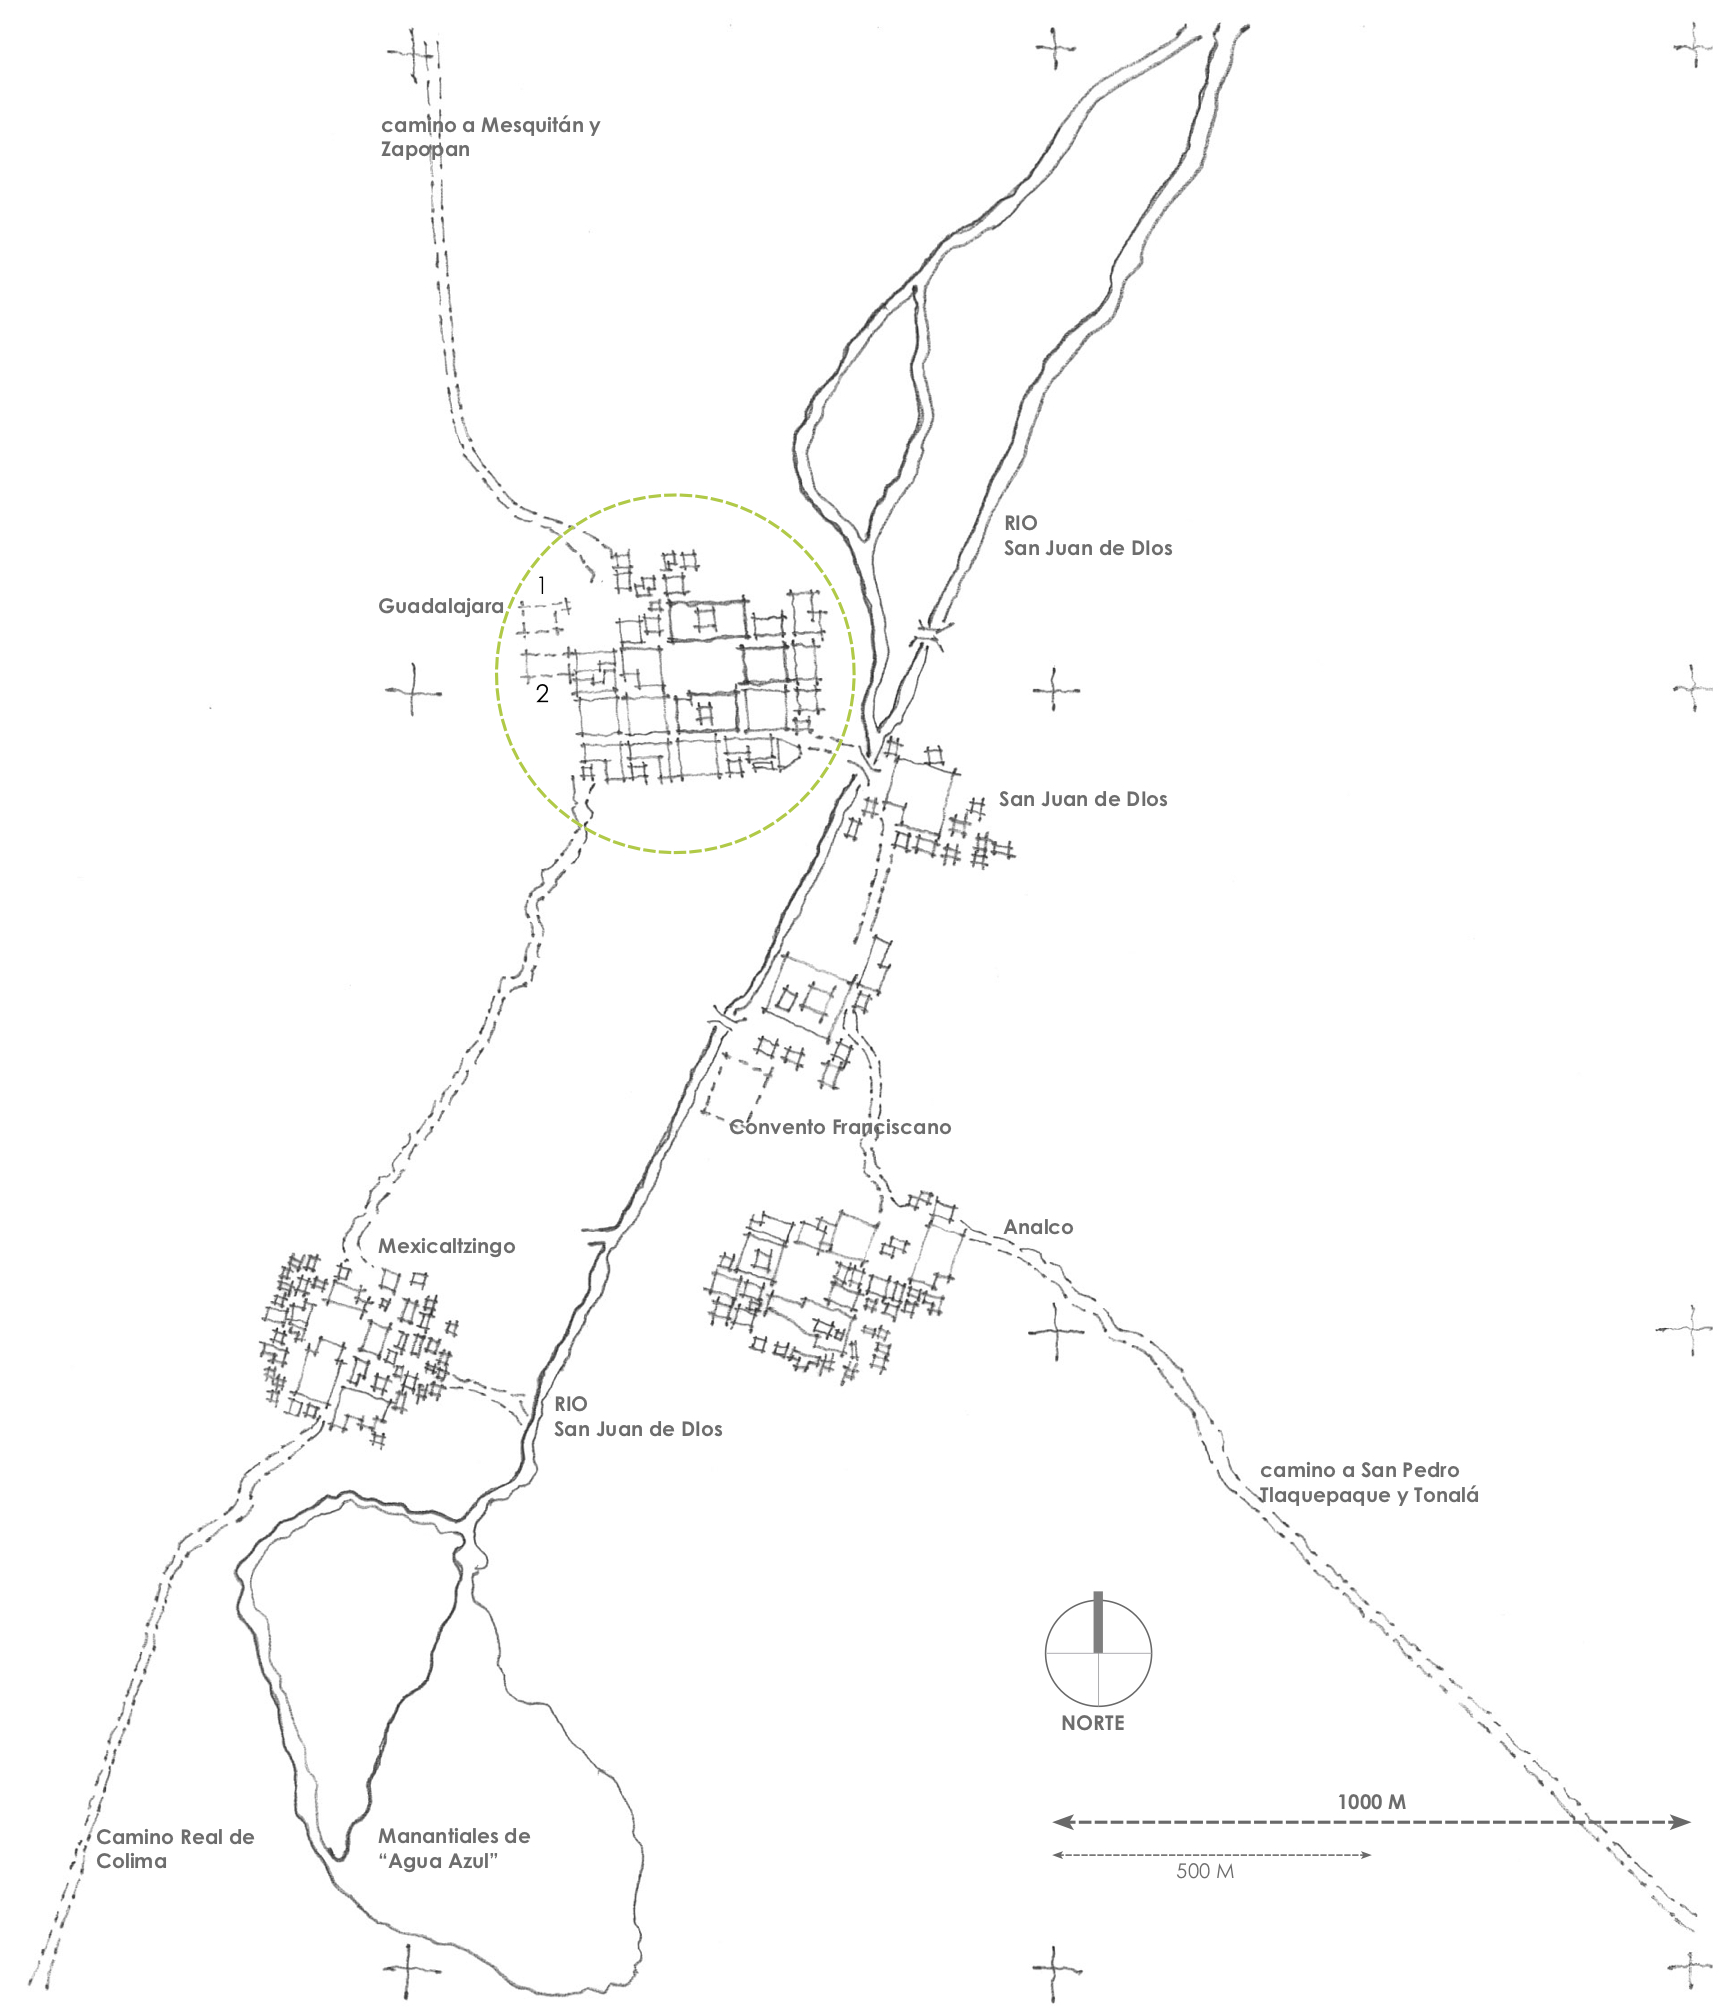 camino a Mesquitán y
Zapopan
RIO
San Juan de DIos
1
Guadalajara
2
San Juan de DIos
Convento Franciscano
Analco
Mexicaltzingo
RIO
San Juan de DIos
camino a San Pedro
Tlaquepaque y Tonalá
NORTE
1000 M
Camino Real de
Colima
Manantiales de
“Agua Azul”
500 M